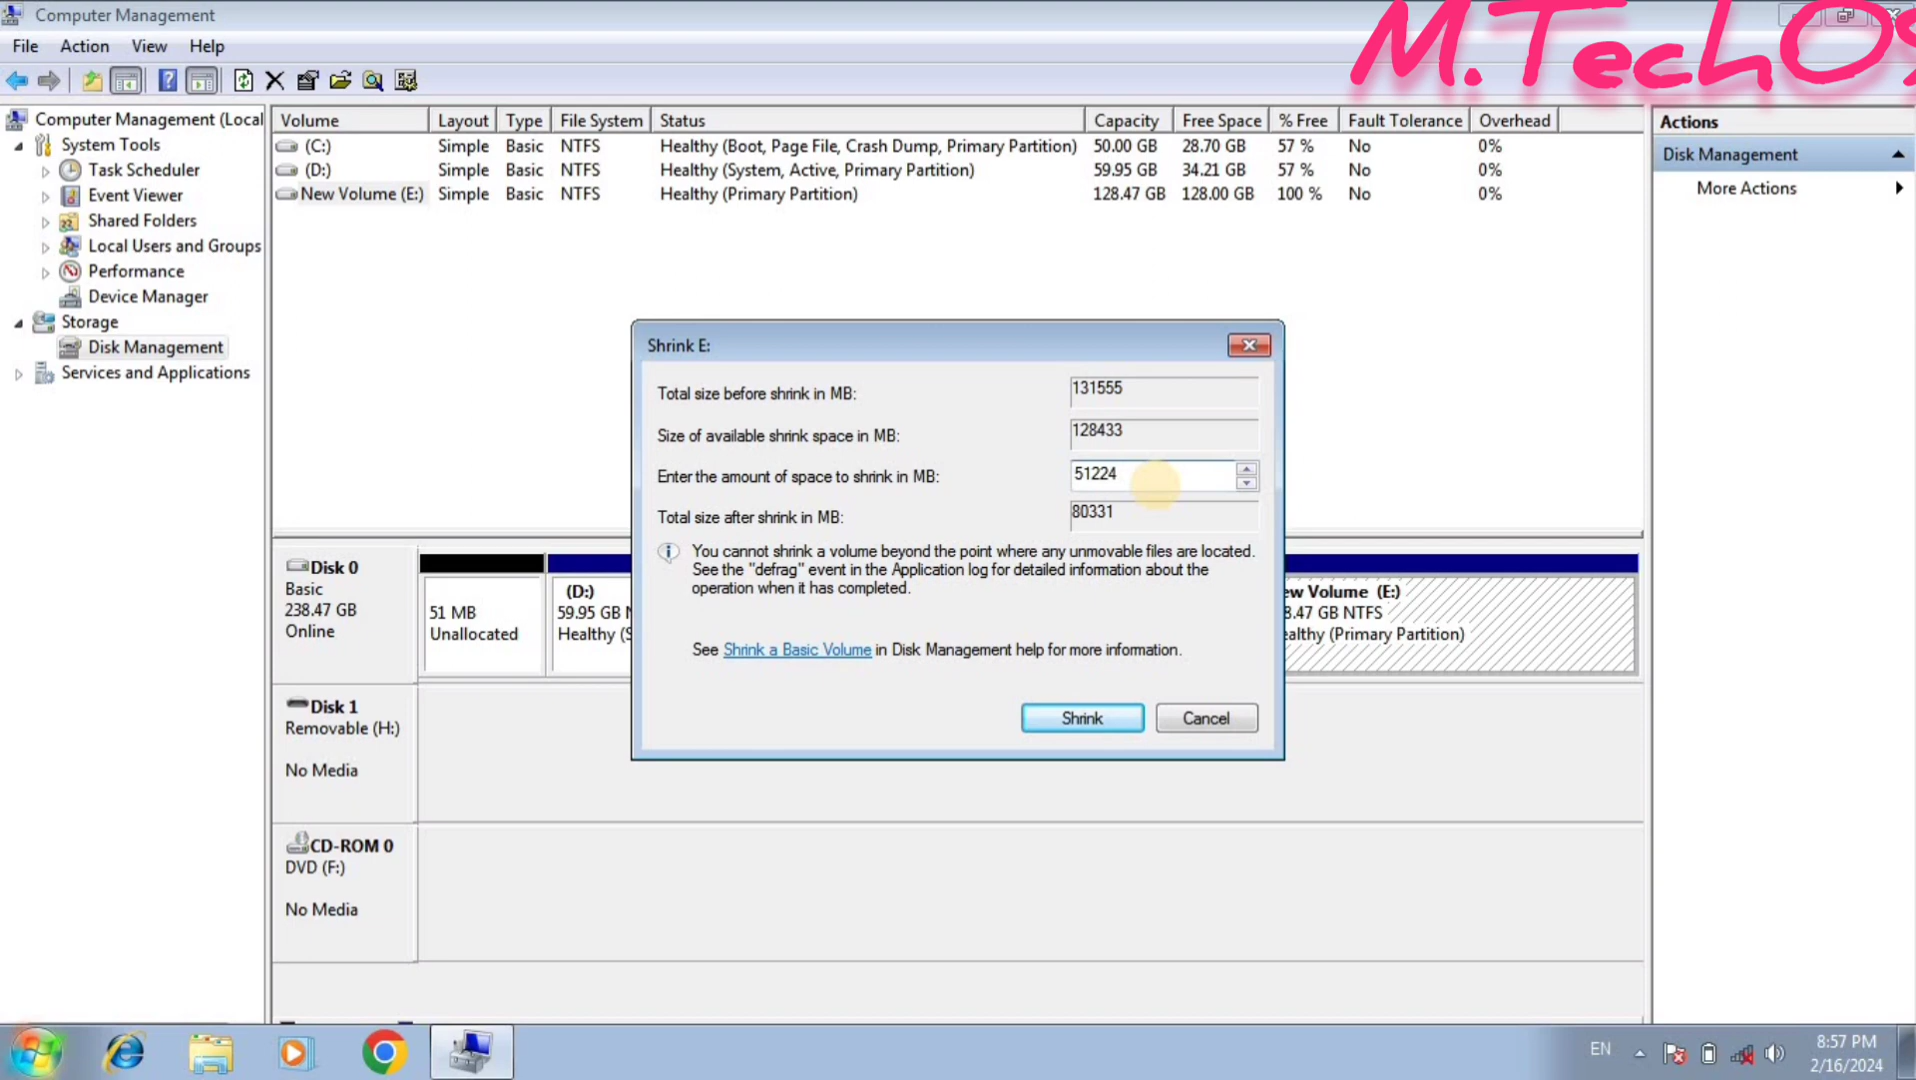 Computer Management
M.TechOS
File Action View Help
Computer Management (Local
System Tools
Task Scheduler
Event Viewer
Shared Folders
Local Users and Groups
Performance
Device Manager
Storage
Disk Management
Services and Applications
Volume Layout Type File System Status Capacity Free Space % Free Fault Tolerance Overhead
(C:) Simple Basic NTFS Healthy (Boot, Page File, Crash Dump, Primary Partition) 50.00 GB 28.70 GB 57 % No 0%
(D:) Simple Basic NTFS Healthy (System, Active, Primary Partition) 59.95 GB 34.21 GB 57 % No 0%
New Volume (E:) Simple Basic NTFS Healthy (Primary Partition) 128.47 GB 128.00 GB 100 % No 0%
Actions
Disk Management
More Actions
Shrink E:
Total size before shrink in MB: 131555
Size of available shrink space in MB: 128433
Enter the amount of space to shrink in MB: 51224
Total size after shrink in MB: 80331
You cannot shrink a volume beyond the point where any unmovable files are located.
See the "defrag" event in the Application log for detailed information about the
operation when it has completed.
See Shrink a Basic Volume in Disk Management help for more information.
Shrink Cancel
Disk 0
Basic
238.47 GB
Online
51 MB
Unallocated
(D:)
59.95 GB N
Healthy (S
ew Volume (E:)
8.47 GB NTFS
ealthy (Primary Partition)
Disk 1
Removable (H:)
No Media
CD-ROM 0
DVD (F:)
No Media
EN
8:57 PM
2/16/2024